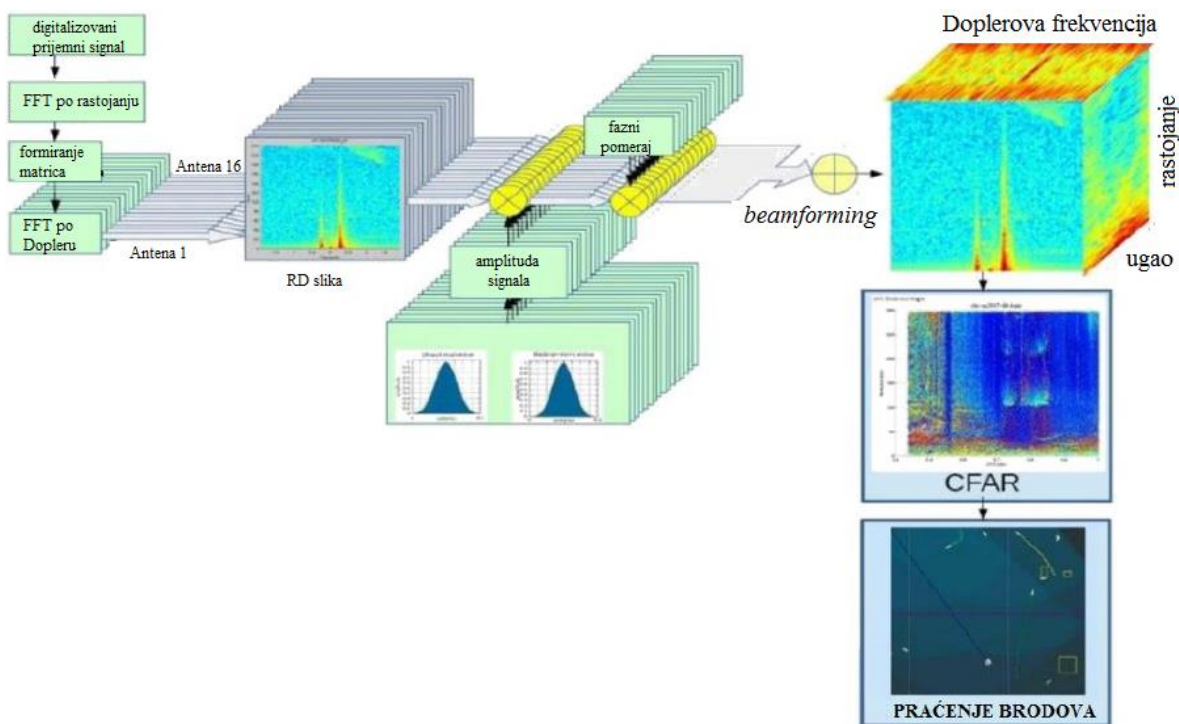 digitalizovani
prijemni signal
FFT po rastojanju
formiranje
matrica
FFT po
Dopleru
Antena 16
Antena 1
RD slika
fazni
pomeraj
amplituda
signala
beamforming
Doplerova frekvencija
rastojanje
ugao
CFAR
PRAĆENJE BRODOVA